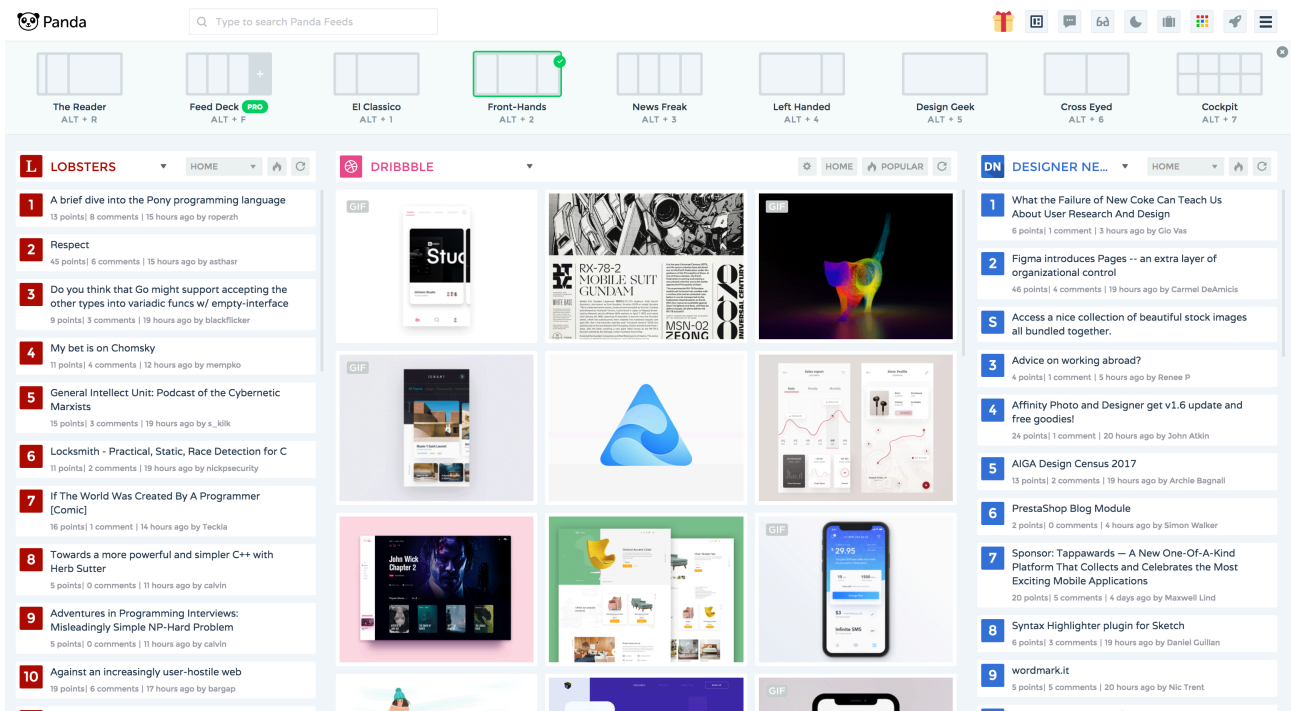 Panda
Type to search Panda Feeds
The Reader
ALT + R
Feed Deck PRO
ALT + F
El Classico
ALT + 1
Front-Hands
ALT + 2
News Freak
ALT + 3
Left Handed
ALT + 4
Design Geek
ALT + 5
Cross Eyed
ALT + 6
Cockpit
ALT + 7
L LOBSTERS HOME
1 A brief dive into the Pony programming language
13 points| 8 comments | 15 hours ago by roperzh
2 Respect
45 points| 6 comments | 15 hours ago by asthasr
3 Do you think that Go might support accepting the
other types into variadic funcs w/ empty-interface
9 points| 3 comments | 19 hours ago by blackflicker
4 My bet is on Chomsky
11 points| 4 comments | 12 hours ago by mempko
5 General Intellect Unit: Podcast of the Cybernetic
Marxists
15 points| 3 comments | 19 hours ago by s_kilk
6 Locksmith - Practical, Static, Race Detection for C
11 points| 2 comments | 19 hours ago by nickpsecurity
7 If The World Was Created By A Programmer
[Comic]
16 points| 1 comment | 14 hours ago by Teckla
8 Towards a more powerful and simpler C++ with
Herb Sutter
5 points| 0 comments | 11 hours ago by calvin
9 Adventures in Programming Interviews:
Misleadingly Simple NP-Hard Problem
5 points| 0 comments | 11 hours ago by calvin
10 Against an increasingly user-hostile web
19 points| 6 comments | 17 hours ago by bargap
DRIBBBLE HOME POPULAR
GIF
Stuc
RX-78-2
MOBILE SUIT
GUNDAM
WHITE BASE
MSN-02
ZEONG
UNIVERSAL CENTURY
GIF
GIF
Sales report
John Wick
Chapter 2
GIF
29.95
Infinite SMS
GIF
DN DESIGNER NE... HOME
1 What the Failure of New Coke Can Teach Us
About User Research And Design
6 points| 1 comment | 3 hours ago by Gio Vas
2 Figma introduces Pages -- an extra layer of
organizational control
46 points| 4 comments | 19 hours ago by Carmel DeAmicis
S Access a nice collection of beautiful stock images
all bundled together.
3 Advice on working abroad?
4 points| 1 comment | 5 hours ago by Renee P
4 Affinity Photo and Designer get v1.6 update and
free goodies!
24 points| 1 comment | 20 hours ago by John Atkin
5 AIGA Design Census 2017
13 points| 2 comments | 19 hours ago by Archie Bagnall
6 PrestaShop Blog Module
2 points| 0 comments | 4 hours ago by Simon Walker
7 Sponsor: Tappawards — A New One-Of-A-Kind
Platform That Collects and Celebrates the Most
Exciting Mobile Applications
20 points| 5 comments | 4 days ago by Maxwell Lind
8 Syntax Highlighter plugin for Sketch
6 points| 3 comments | 19 hours ago by Daniel Guillan
9 wordmark.it
5 points| 5 comments | 20 hours ago by Nic Trent